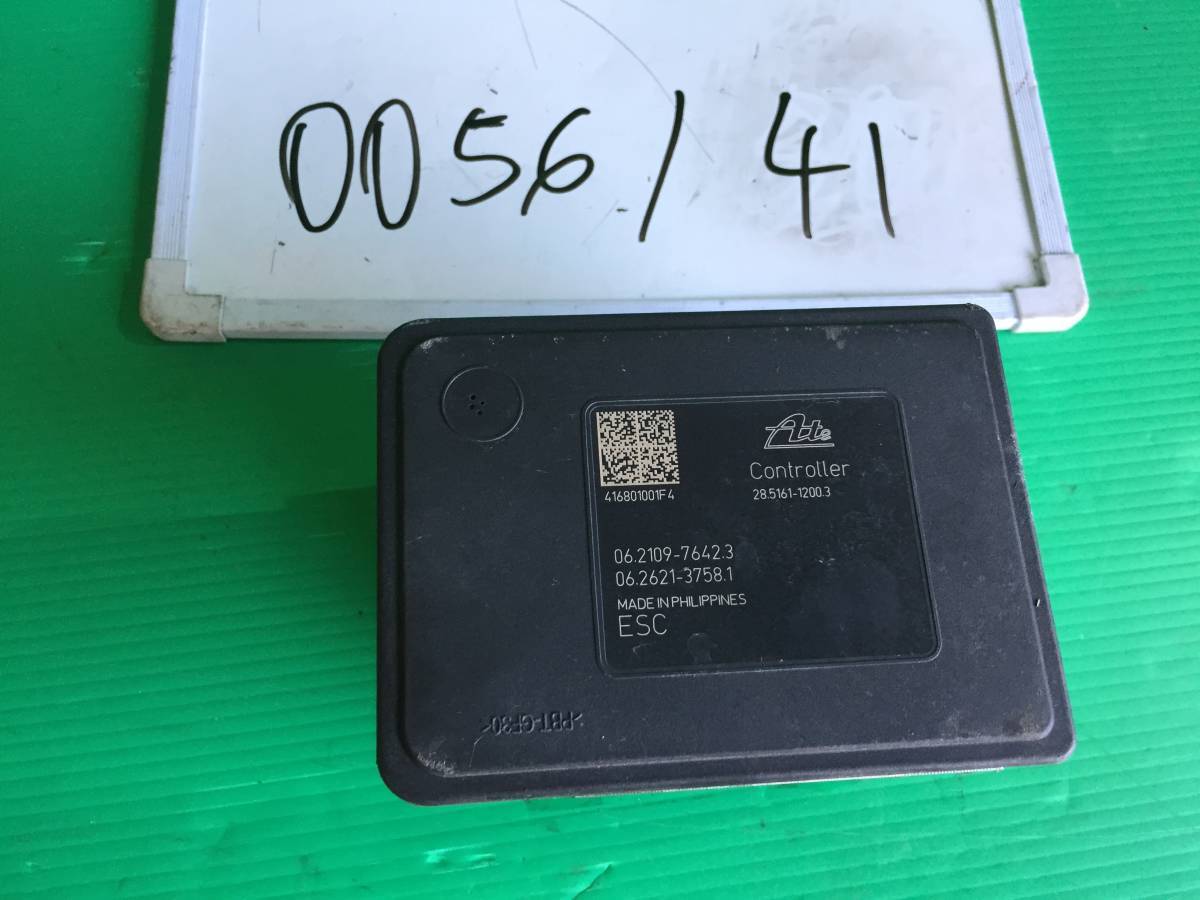 0056/41
Ate
Controller
416801001F4
28.5161-1200.3
06.2109-7642.3
06.2621-3758.1
MADE IN PHILIPPINES
ESC
>PBT-GF30<